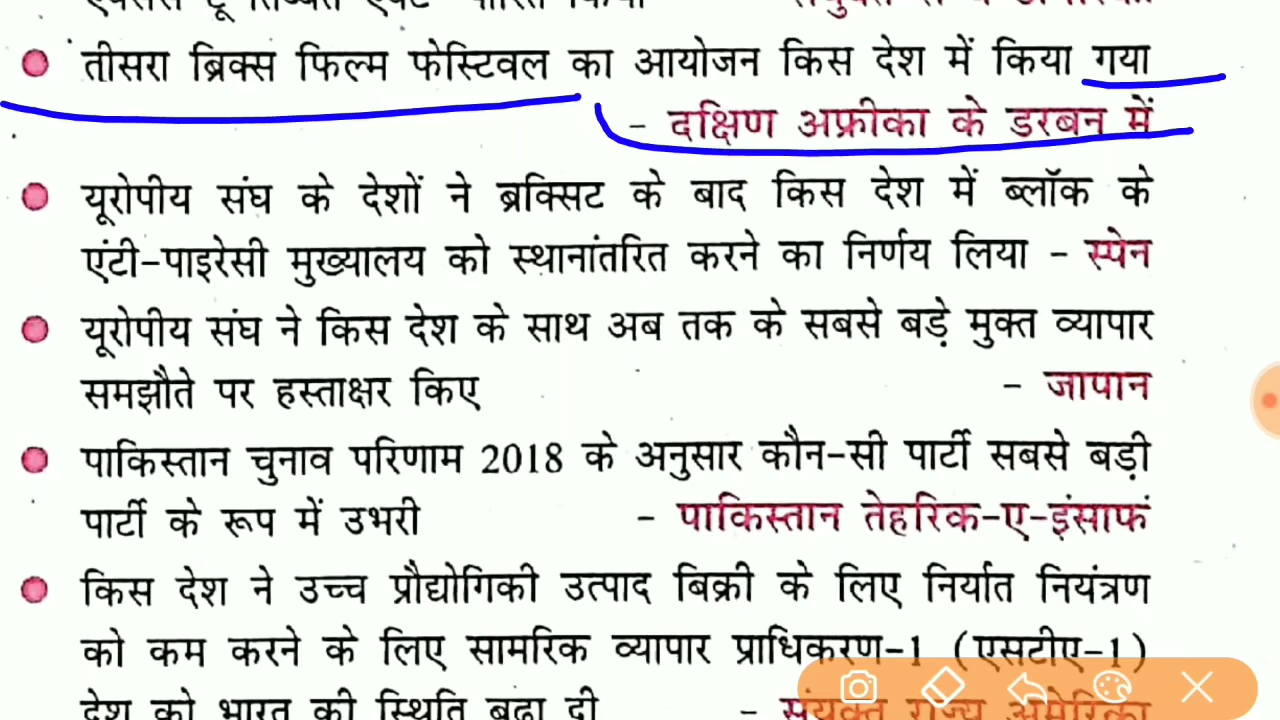 तीसरा ब्रिक्स फिल्म फेस्टिवल का आयोजन किस देश में किया गया
- दक्षिण अफ्रीका के डरबन में
यूरोपीय संघ के देशों ने ब्रक्सिट के बाद किस देश में ब्लॉक के
एंटी-पाइरेसी मुख्यालय को स्थानांतरित करने का निर्णय लिया - स्पेन
यूरोपीय संघ ने किस देश के साथ अब तक के सबसे बड़े मुक्त व्यापार
समझौते पर हस्ताक्षर किए - जापान
पाकिस्तान चुनाव परिणाम 2018 के अनुसार कौन-सी पार्टी सबसे बड़ी
पार्टी के रूप में उभरी - पाकिस्तान तेहरिक-ए-इंसाफं
किस देश ने उच्च प्रौद्योगिकी उत्पाद बिक्री के लिए निर्यात नियंत्रण
को कम करने के लिए सामरिक व्यापार प्राधिकरण-1 (एसटीए-1)
देश को भारत की स्थिति बढ़ा दी - संयुक्त राज्य अमेरिका